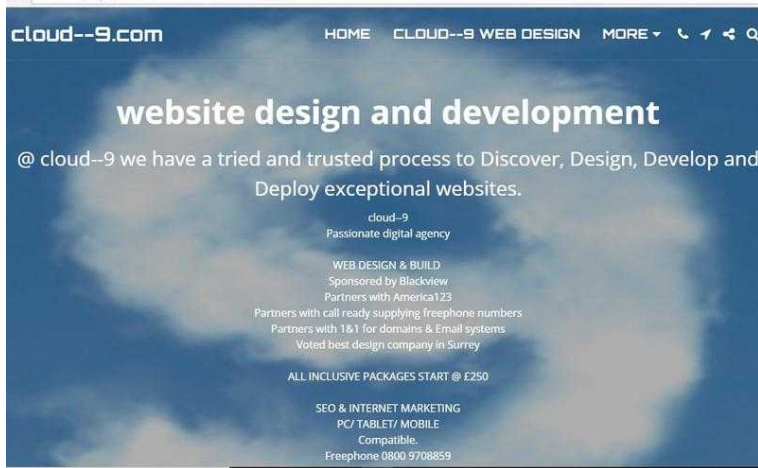 cloud--9.com
HOME CLOUD--9 WEB DESIGN MORE
website design and development
@ cloud--9 we have a tried and trusted process to Discover, Design, Develop and
Deploy exceptional websites.
cloud--9
Passionate digital agency
WEB DESIGN & BUILD
Sponsored by Blackview
Partners with America123
Partners with call ready supplying freephone numbers
Partners with 1&1 for domains & Email systems
Voted best design company in Surrey
ALL INCLUSIVE PACKAGES START @ £250
SEO & INTERNET MARKETING
PC/ TABLET/ MOBILE
Compatible.
Freephone 0800 9708859